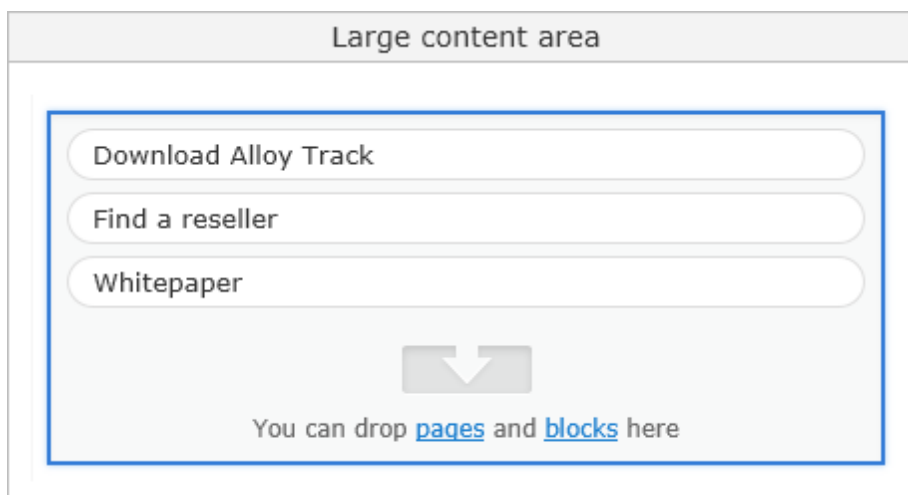 Large content area
Download Alloy Track
Find a reseller
Whitepaper
You can drop pages and blocks here